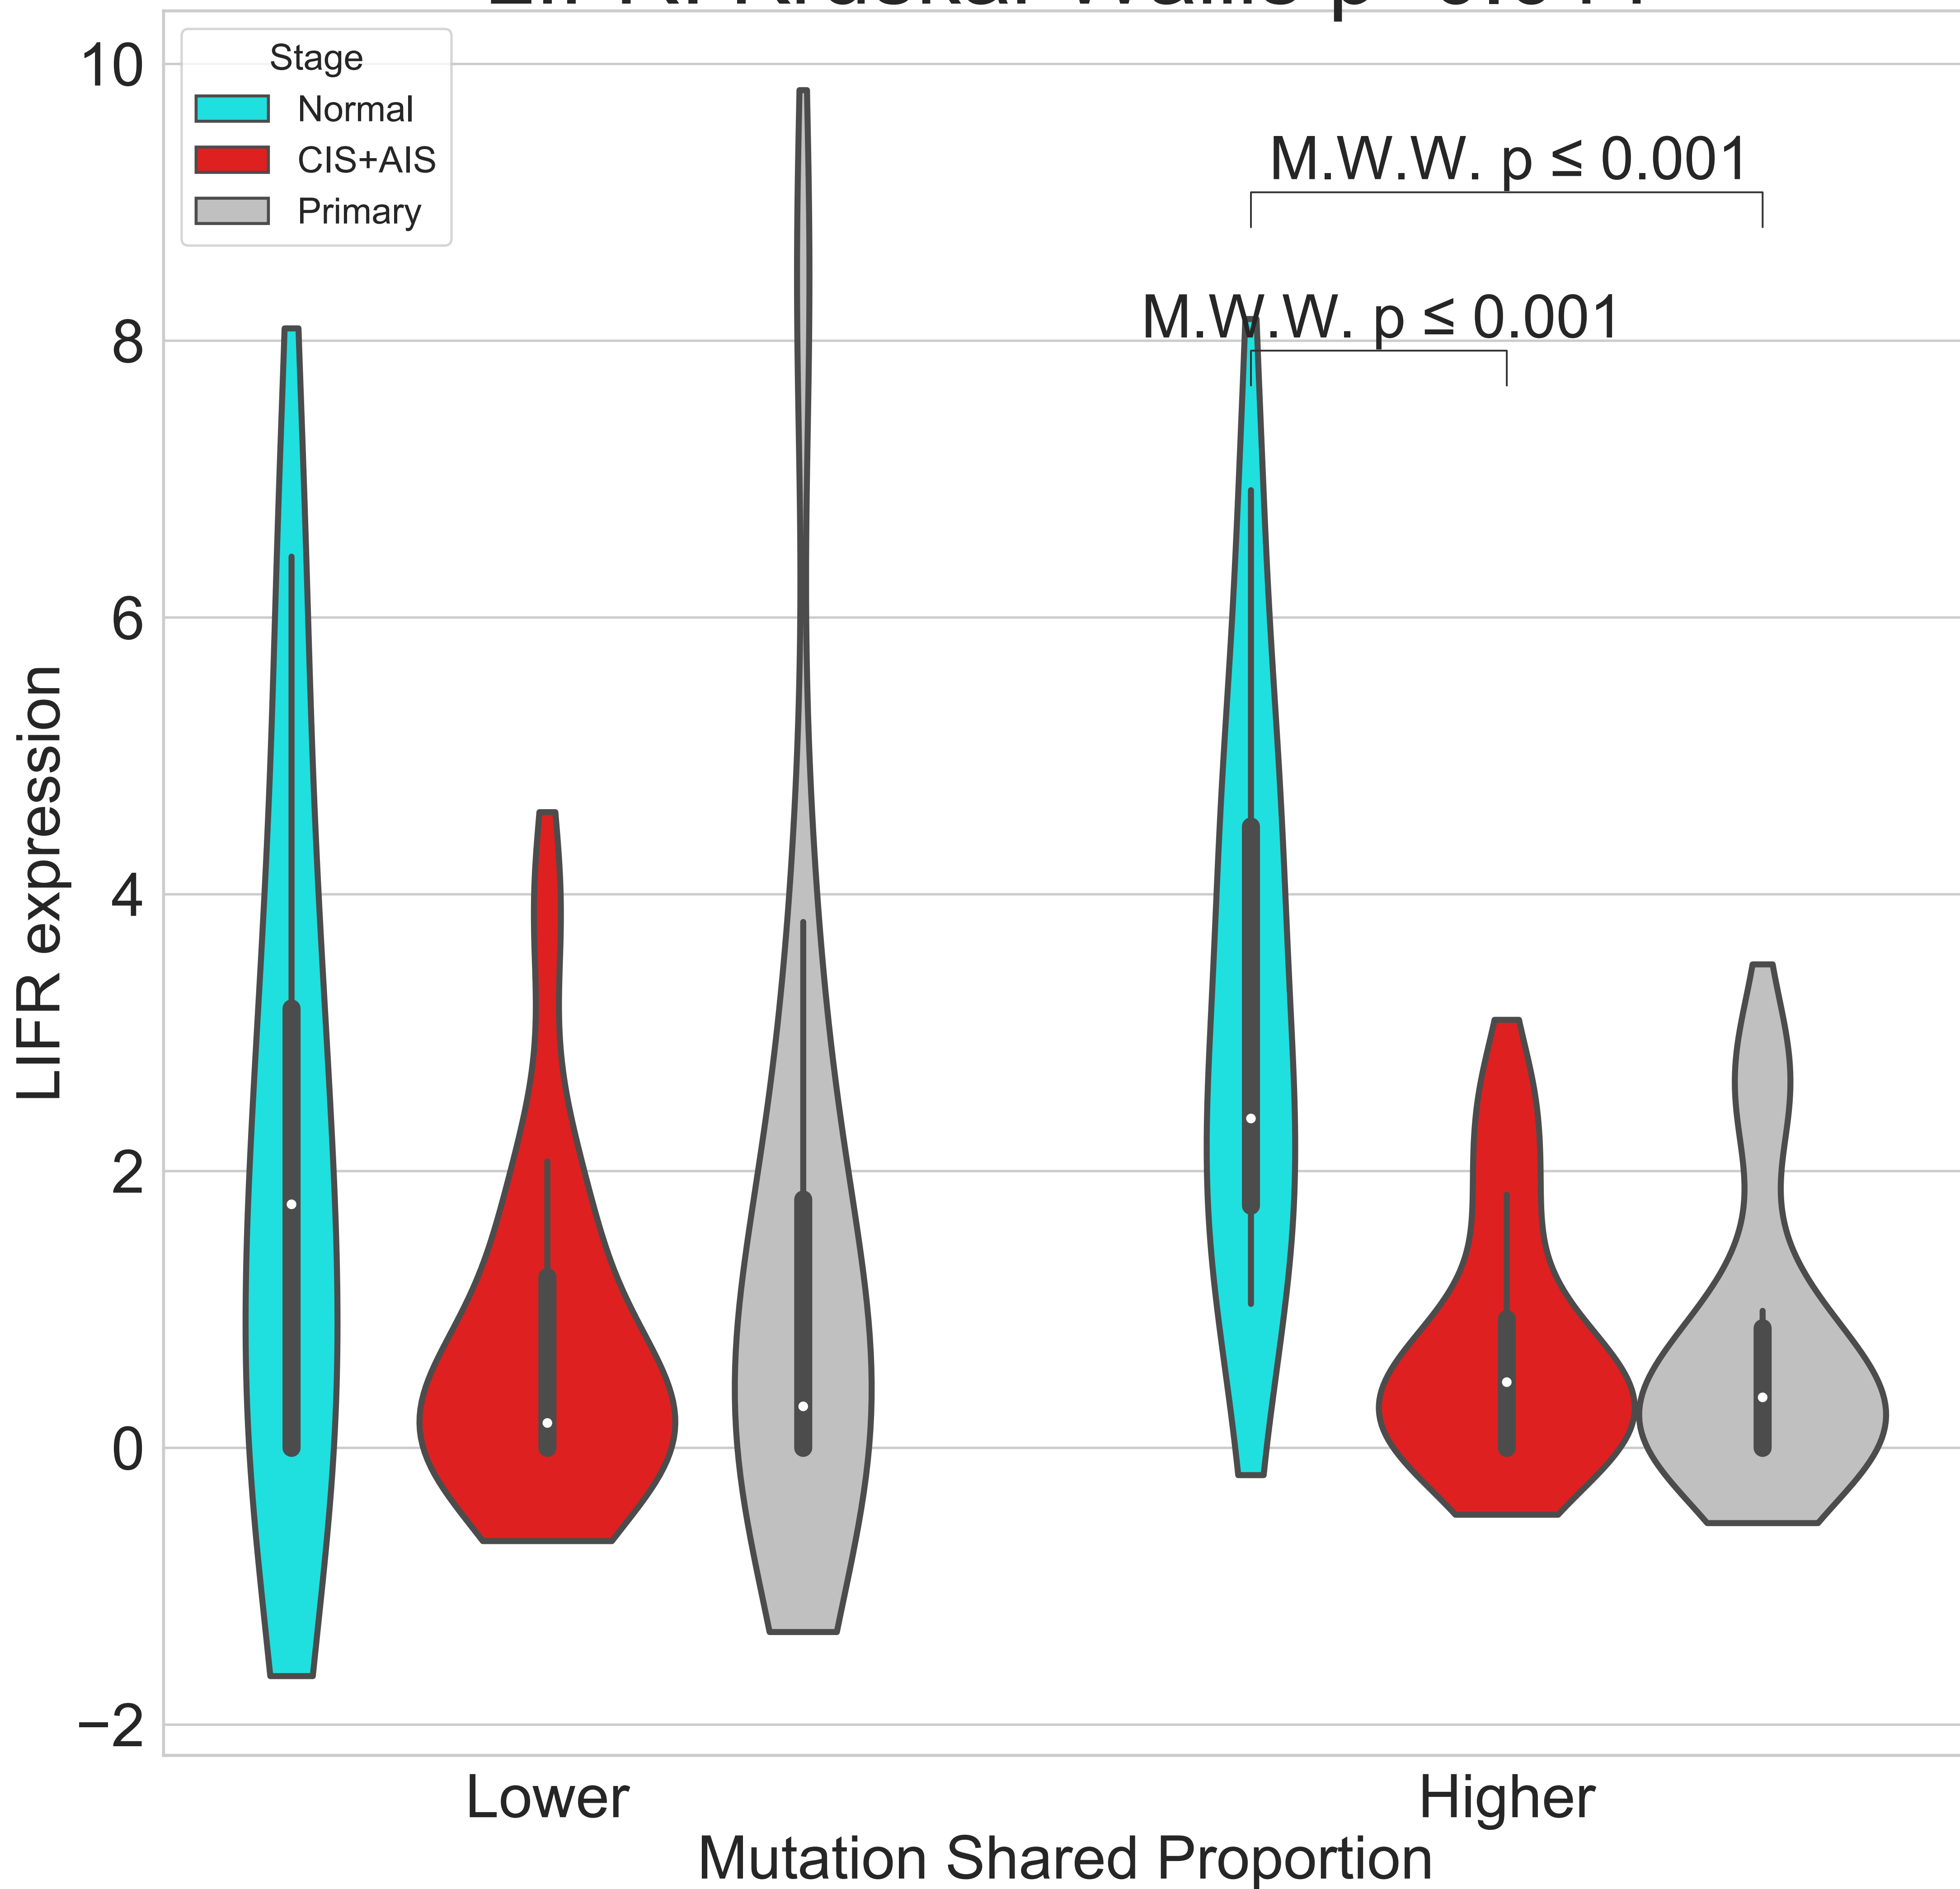 Stage
Normal
CIS+AIS
Primary
10
8
6
4
2
0
−2
LIFR expression
M.W.W. p ≤ 0.001
M.W.W. p ≤ 0.001
Lower
Higher
Mutation Shared Proportion